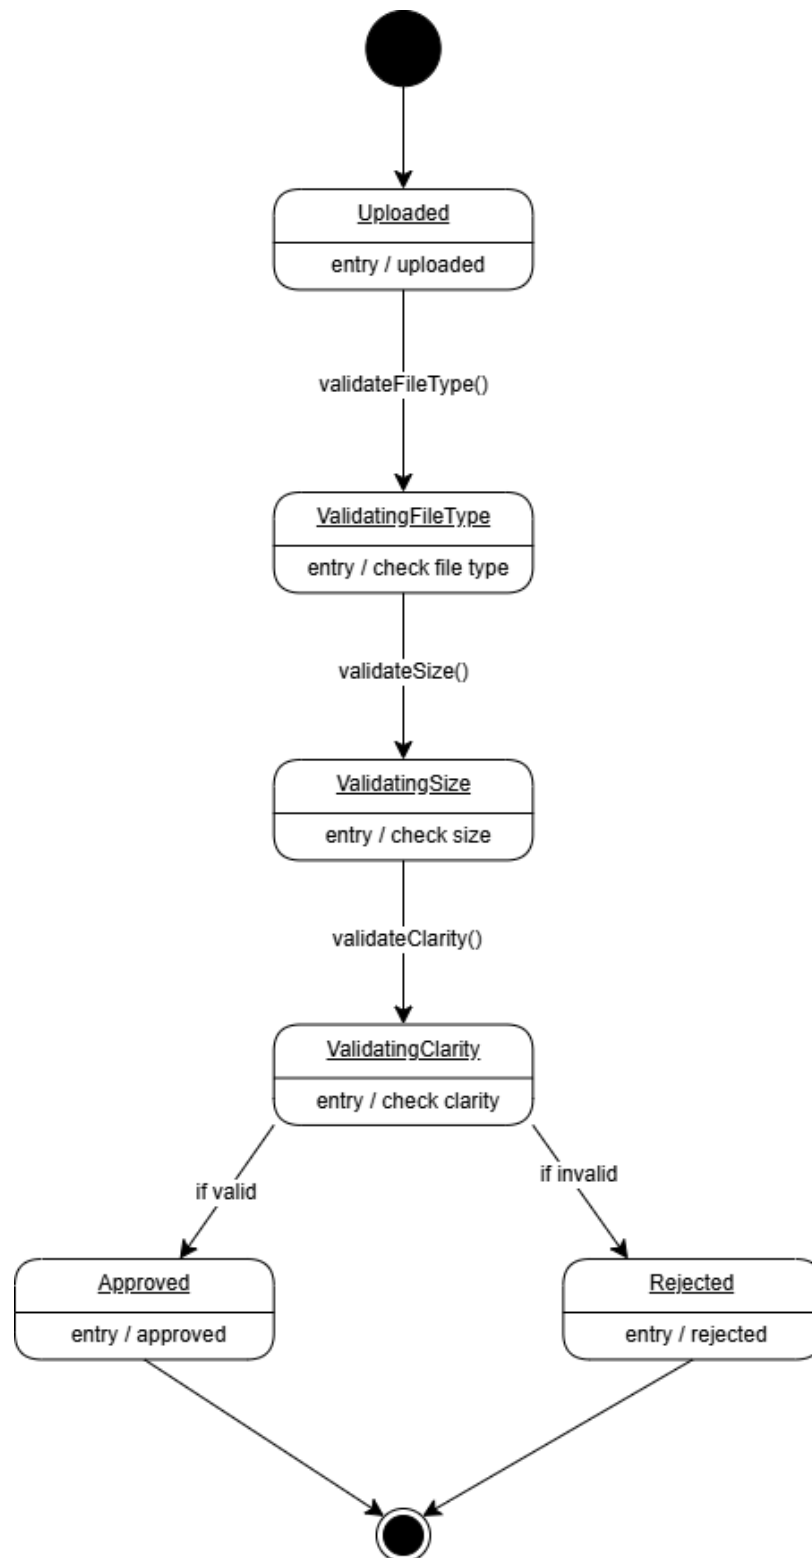 Uploaded
entry / uploaded
validateFileType()
ValidatingFileType
entry / check file type
validateSize()
ValidatingSize
entry / check size
validateClarity()
ValidatingClarity
entry / check clarity
if valid
if invalid
Approved
entry / approved
Rejected
entry / rejected